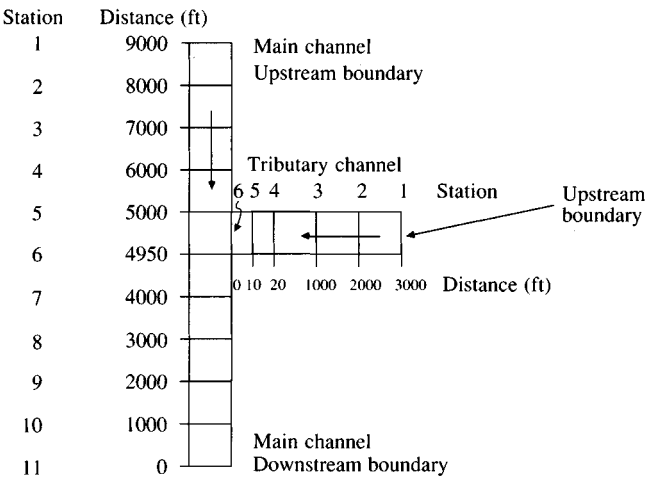 Station Distance (ft)
1 9000 Main channel
Upstream boundary
2 8000
3 7000
4 6000 Tributary channel
6 5 4 3 2 1 Station Upstream
boundary
5 5000
6 4950
0 10 20 1000 2000 3000 Distance (ft)
7 4000
8 3000
9 2000
10 1000
Main channel
11 0 Downstream boundary